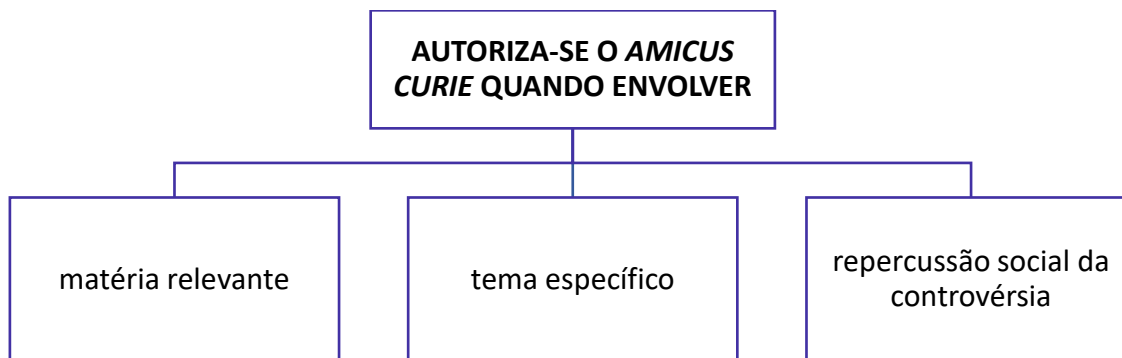 AUTORIZA-SE O AMICUS
CURIE QUANDO ENVOLVER
matéria relevante
tema específico
repercussão social da
controvérsia